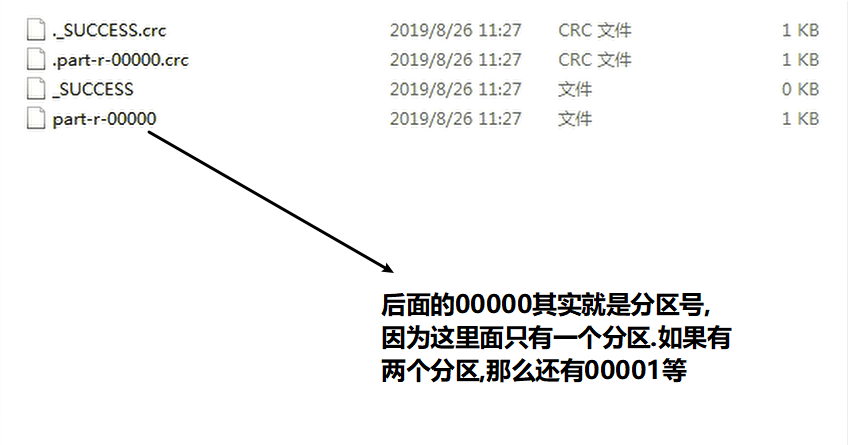 ._SUCCESS.crc 2019/8/26 11:27 CRC 文件 1 KB
.part-r-00000.crc 2019/8/26 11:27 CRC 文件 1 KB
_SUCCESS 2019/8/26 11:27 文件 0 KB
part-r-00000 2019/8/26 11:27 文件 1 KB
后面的00000其实就是分区号,
因为这里面只有一个分区.如果有
两个分区,那么还有00001等